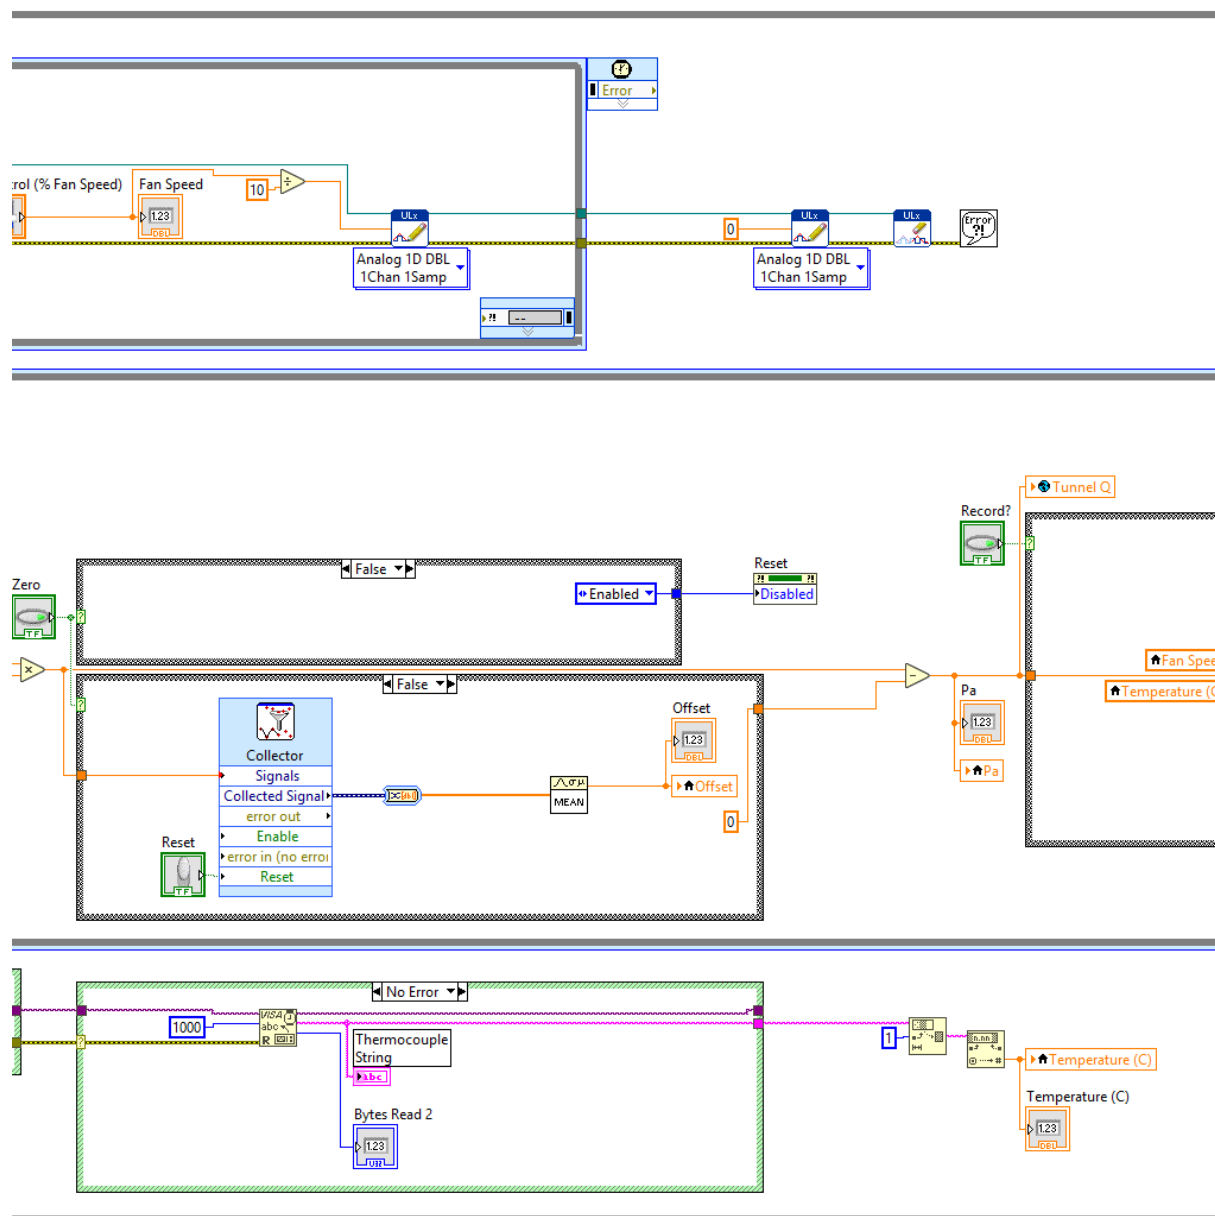 Error
rol (% Fan Speed)
Fan Speed
10
÷
1.23
DBL
ULx
ULx
ULx
Error
?!
0
Analog 1D DBL
1Chan 1Samp
Analog 1D DBL
1Chan 1Samp
?!
--
Tunnel Q
Record?
TF
?
False
Reset
Zero
Enabled
?! ?!
Disabled
TF
?
×
-
Fan Spee
False
Pa
Temperature (
?
Offset
1.23
DBL
1.23
DBL
Collector
Signals
Offset
Pa
Collected Signal
MEAN
error out
0
Enable
Reset
error in (no erro
TF
Reset
No Error
VISA
abc
R
1000
?
Thermocouple
String
abc
1
n.nn
#
Temperature (C)
Temperature (C)
Bytes Read 2
1.23
DBL
1.23
U32